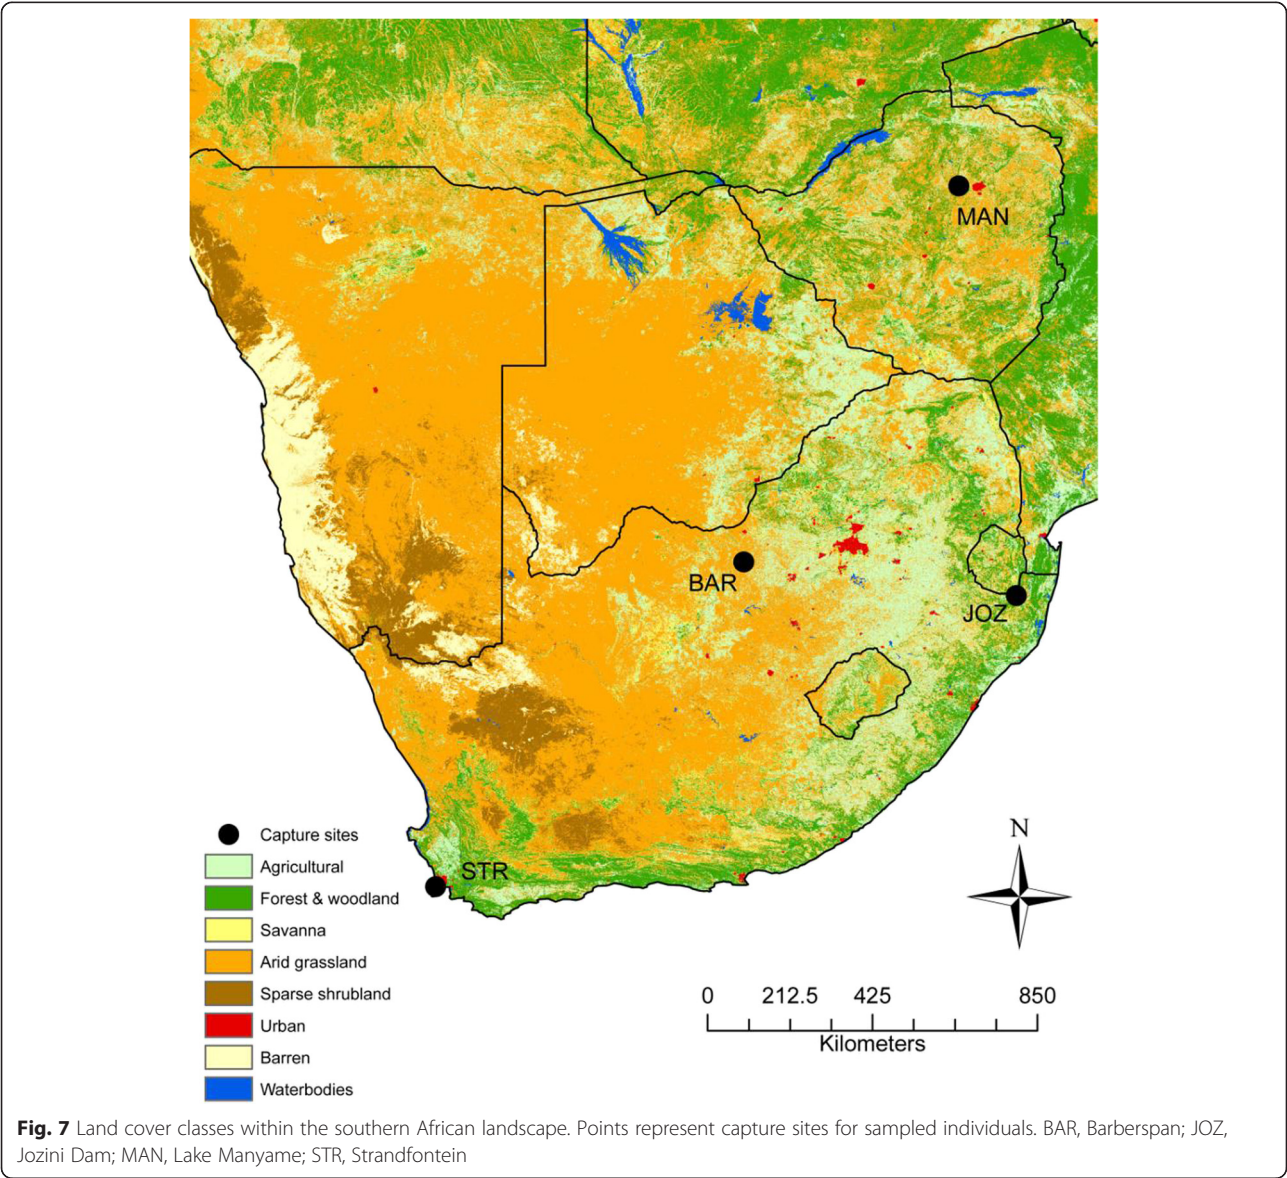 MAN
BAR
JOZ
STR
Capture sites
Agricultural
Forest & woodland
Savanna
Arid grassland
Sparse shrubland
Urban
Barren
Waterbodies
N
0 212.5 425 850
Kilometers
Fig. 7 Land cover classes within the southern African landscape. Points represent capture sites for sampled individuals. BAR, Barberspan; JOZ,
Jozini Dam; MAN, Lake Manyame; STR, Strandfontein